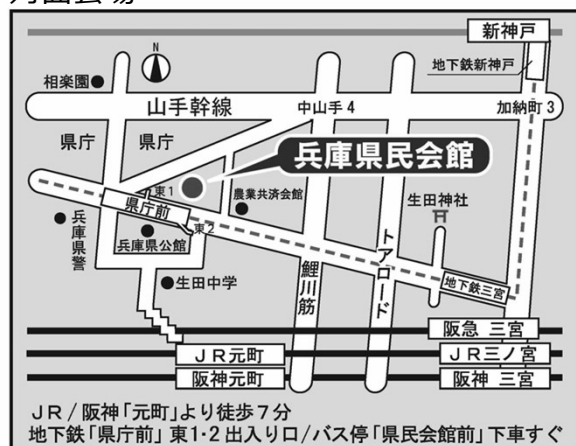 新神戸
地下鉄新神戸
N
相楽園
山手幹線
中山手4
加納町3
県庁
県庁
兵庫県民会館
東1
農業共済会館
生田神社
県庁前
東2
兵庫県警
兵庫県公館
生田中学
鯉川筋
トアロード
地下鉄三宮
阪急 三宮
JR元町
JR三ノ宮
阪神元町
阪神 三宮
JR/阪神「元町」より徒歩7分
地下鉄「県庁前」東1・2出入り口/バス停「県民会館前」下車すぐ